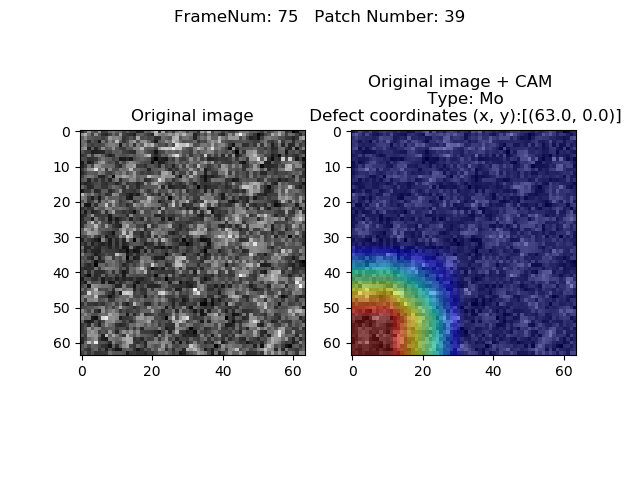 FrameNum: 75   Patch Number: 39
Original image
Original image + CAM
Type: Mo
Defect coordinates (x, y):[(63.0, 0.0)]
0
10
20
30
40
50
60
0 20 40 60
0
10
20
30
40
50
60
0 20 40 60